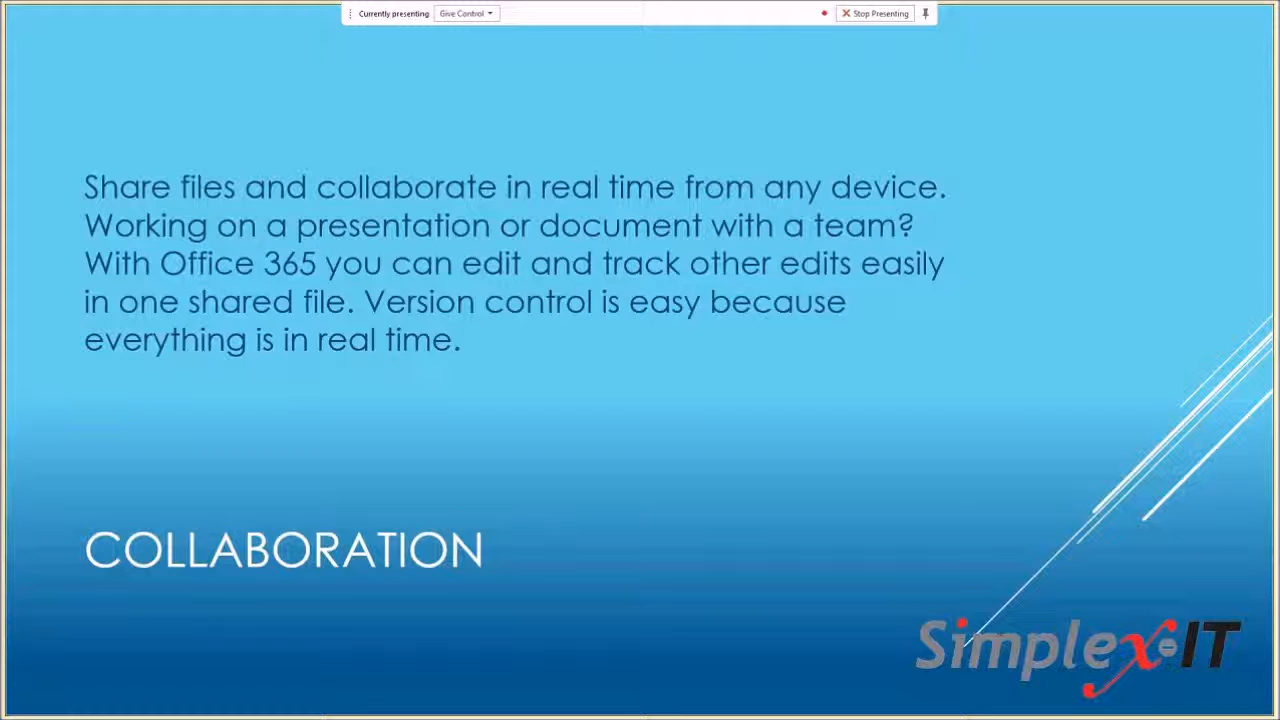 Currently presenting Give Control Stop Presenting
Share files and collaborate in real time from any device.
Working on a presentation or document with a team?
With Office 365 you can edit and track other edits easily
in one shared file. Version control is easy because
everything is in real time.
COLLABORATION
Simplex-IT